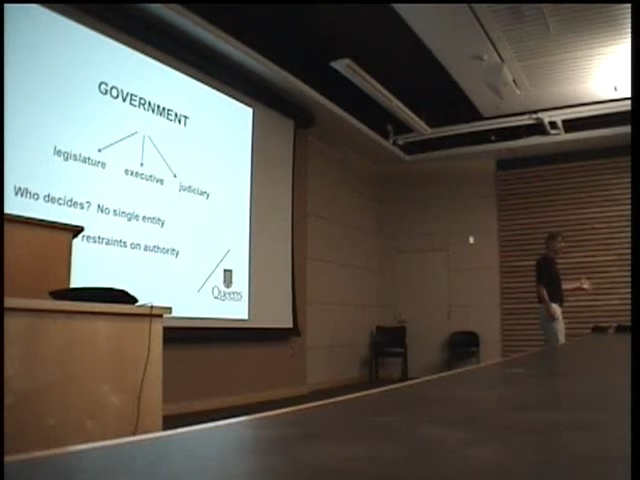 GOVERNMENT
legislature executive judiciary
Who decides? No single entity
restraints on authority
Queen's